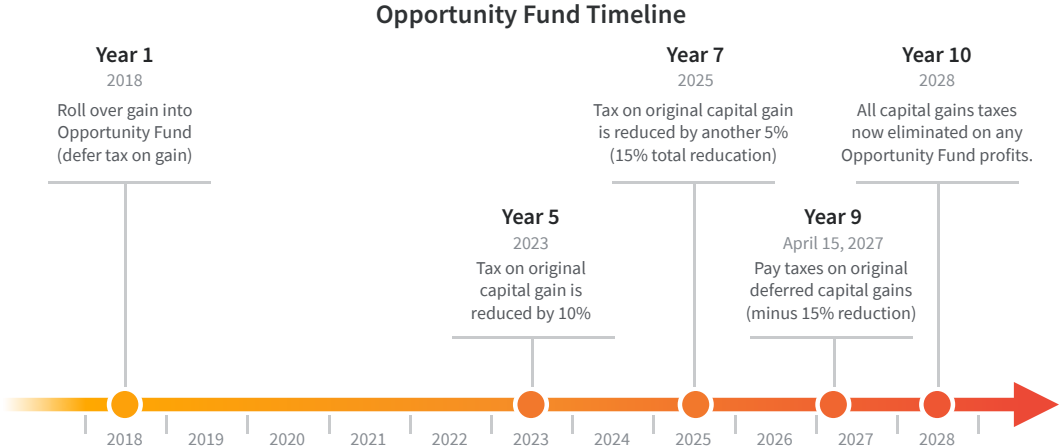 Opportunity Fund Timeline
Year 1
2018
Roll over gain into
Opportunity Fund
(defer tax on gain)
Year 5
2023
Tax on original
capital gain is
reduced by 10%
Year 7
2025
Tax on original capital gain
is reduced by another 5%
(15% total reducation)
Year 9
April 15, 2027
Pay taxes on original
deferred capital gains
(minus 15% reduction)
Year 10
2028
All capital gains taxes
now eliminated on any
Opportunity Fund profits.
2018 2019 2020 2021 2022 2023 2024 2025 2026 2027 2028